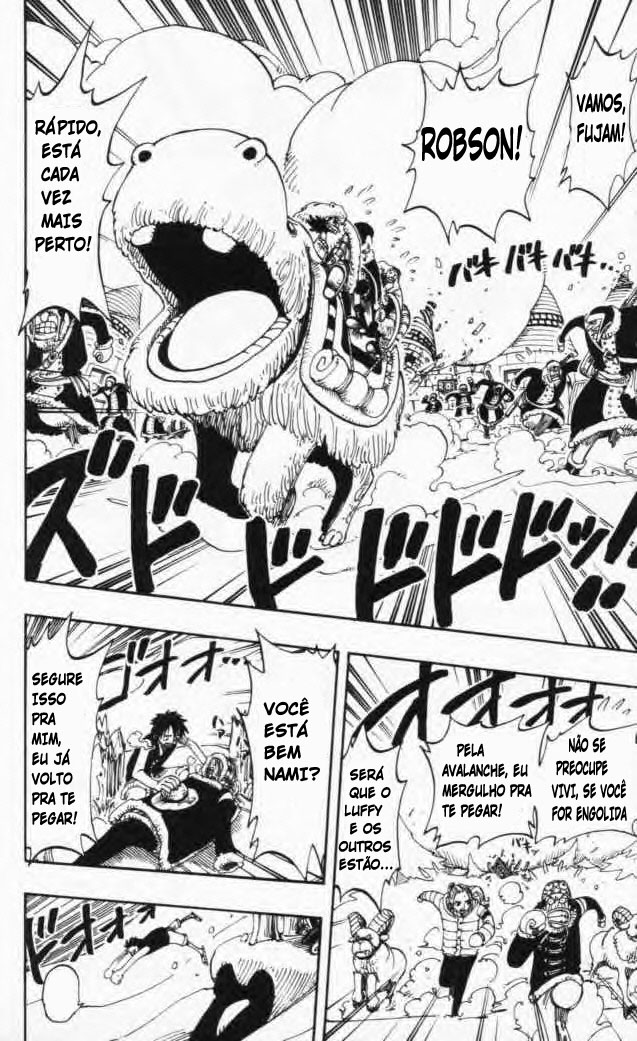 VAMOS,
FUJAM!
ROBSON!
RÁPIDO,
ESTÁ
CADA
VEZ
MAIS
PERTO!
バキ バキ バキ...
ズドドドドドッ!!
ドオオオオ
NÃO SE
PREOCUPE
VIVI, SE VOCÊ
FOR ENGOLIDA
PELA
AVALANCHE, EU
MERGULHO PRA
TE PEGAR!
SERÁ
QUE O
LUFFY
E OS
OUTROS
ESTÃO...
ゴオオ...
VOCÊ
ESTÁ
BEM
NAMI?
SEGURE
ISSO
PRA
MIM,
EU JÁ
VOLTO
PRA TE
PEGAR!
ドオオオ